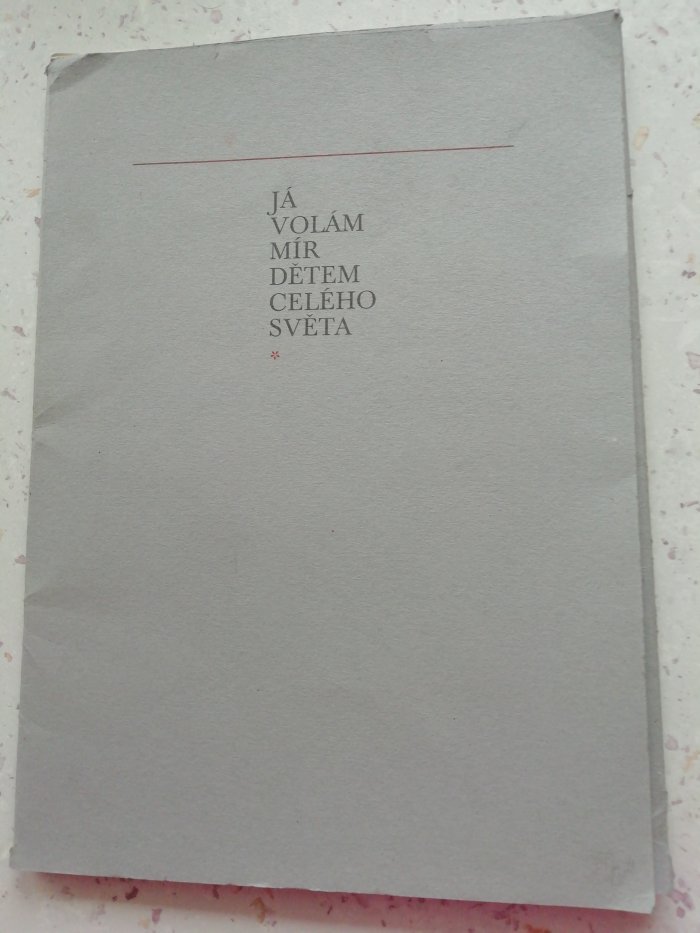 JÁ
VOLÁM
MÍR
DĚTEM
CELÉHO
SVĚTA
*